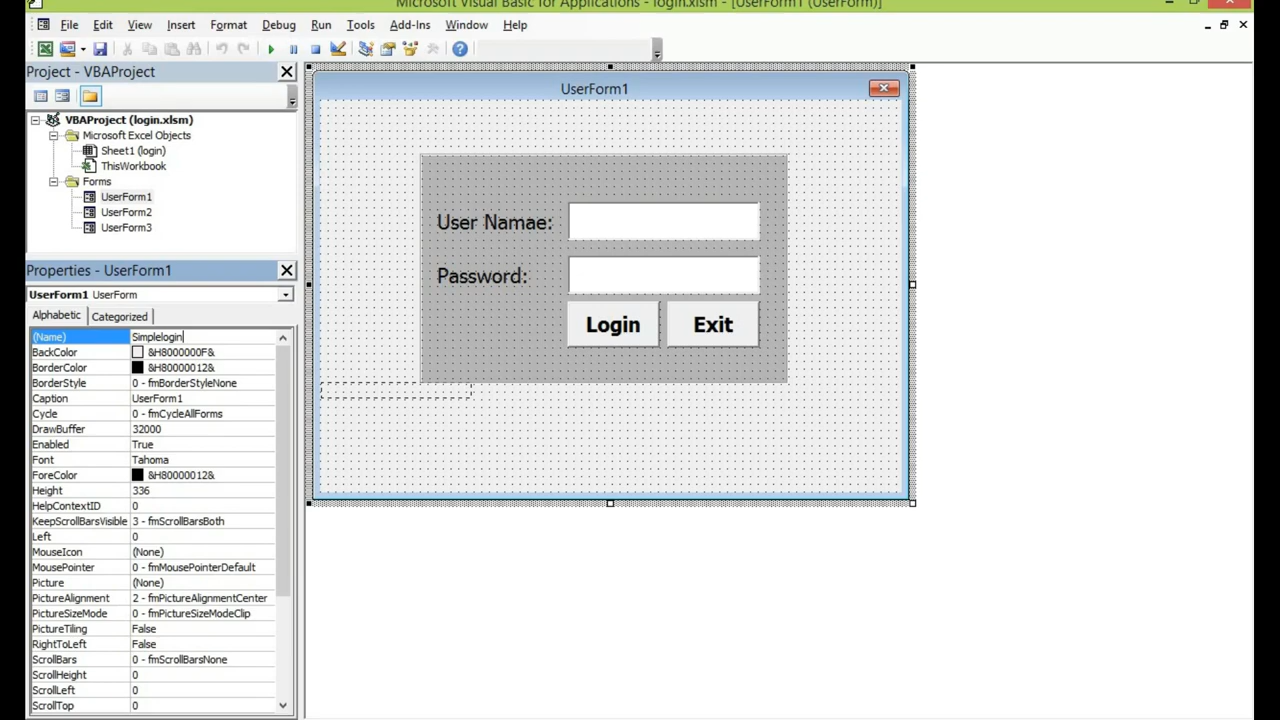 Microsoft Visual Basic for Applications - login.xlsm - [UserForm1 (UserForm)]
File Edit View Insert Format Debug Run Tools Add-Ins Window Help
Project - VBAProject
VBAProject (login.xlsm)
Microsoft Excel Objects
Sheet1 (login)
ThisWorkbook
Forms
UserForm1
UserForm2
UserForm3
Properties - UserForm1
UserForm1 UserForm
Alphabetic Categorized
(Name) Simplelogin
BackColor &H8000000F&
BorderColor &H80000012&
BorderStyle 0 - fmBorderStyleNone
Caption UserForm1
Cycle 0 - fmCycleAllForms
DrawBuffer 32000
Enabled True
Font Tahoma
ForeColor &H80000012&
Height 336
HelpContextID 0
KeepScrollBarsVisible 3 - fmScrollBarsBoth
Left 0
MouseIcon (None)
MousePointer 0 - fmMousePointerDefault
Picture (None)
PictureAlignment 2 - fmPictureAlignmentCenter
PictureSizeMode 0 - fmPictureSizeModeClip
PictureTiling False
RightToLeft False
ScrollBars 0 - fmScrollBarsNone
ScrollHeight 0
ScrollLeft 0
ScrollTop 0
UserForm1
User Namae:
Password:
Login Exit